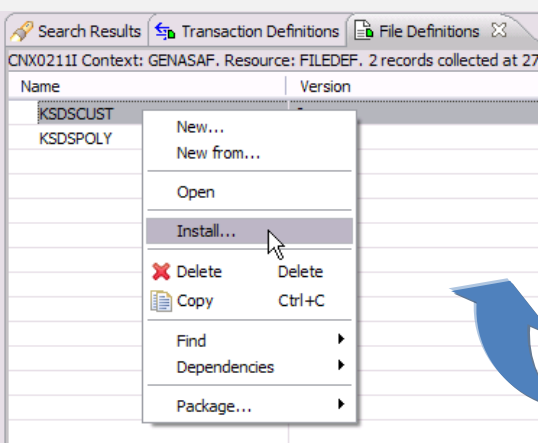 Search Results Transaction Definitions File Definitions
CNX0211I Context: GENASAF. Resource: FILEDEF. 2 records collected at 27
Name Version
KSDSCUST
KSDSPOLY
New...
New from...
Open
Install...
Delete Delete
Copy Ctrl+C
Find
Dependencies
Package...